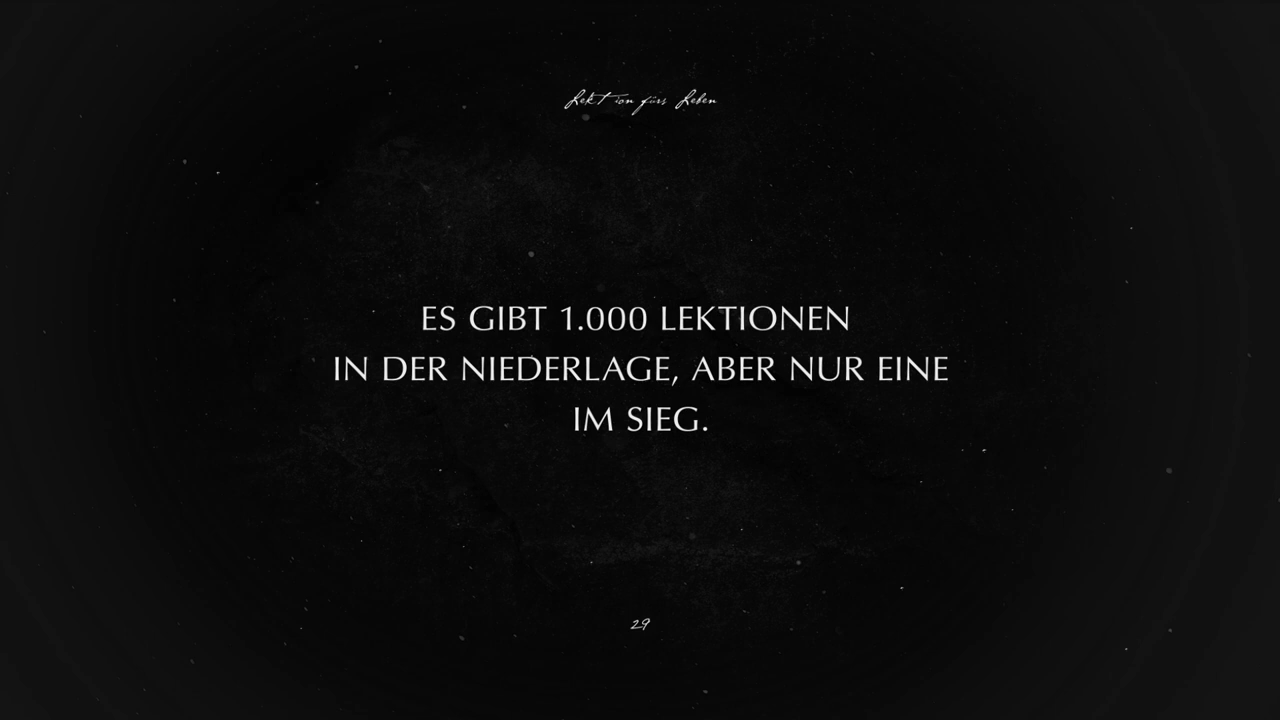 Lektion fürs Leben
ES GIBT 1.000 LEKTIONEN
IN DER NIEDERLAGE, ABER NUR EINE
IM SIEG.
29